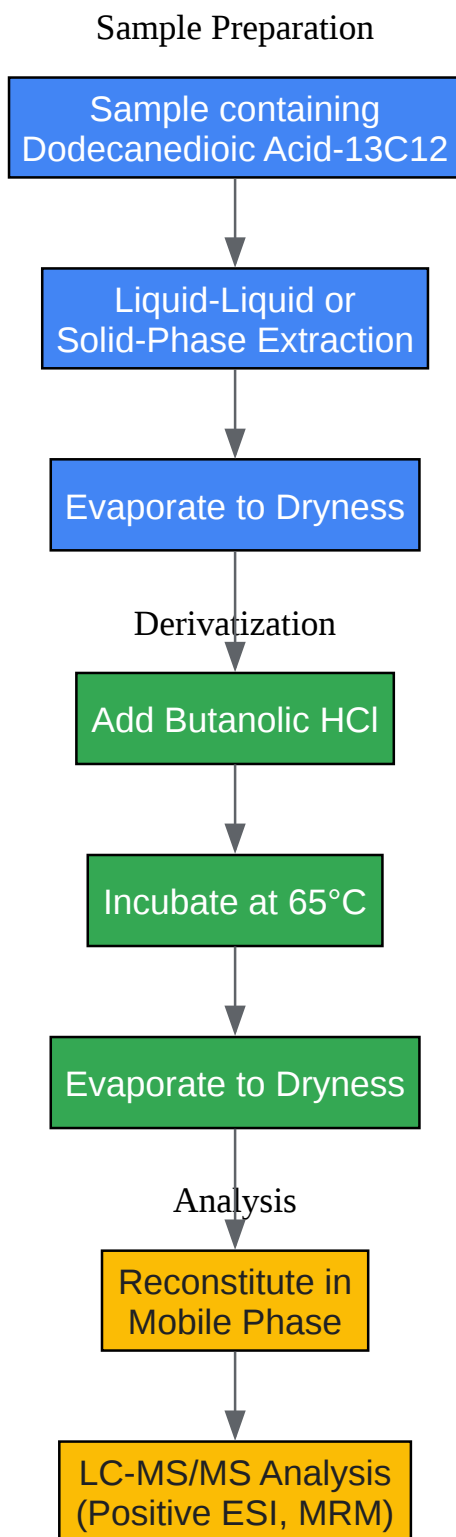 Sample Preparation
Sample containing
Dodecanedioic Acid-13C12
Liquid-Liquid or
Solid-Phase Extraction
Evaporate to Dryness
Derivatization
Add Butanolic HCl
Incubate at 65°C
Evaporate to Dryness
Analysis
Reconstitute in
Mobile Phase
LC-MS/MS Analysis
(Positive ESI, MRM)